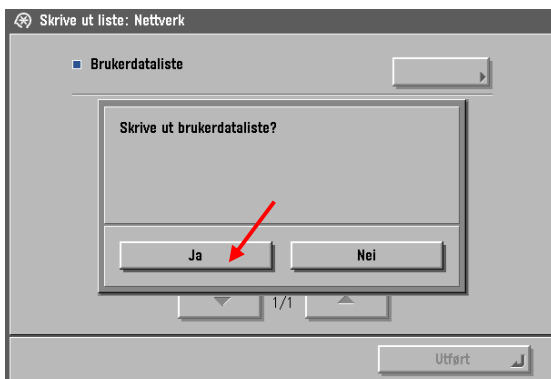 Skrive ut liste: Nettverk
Brukerdataliste
Skrive ut brukerdataliste?
Ja
Nei
1/1
Utført